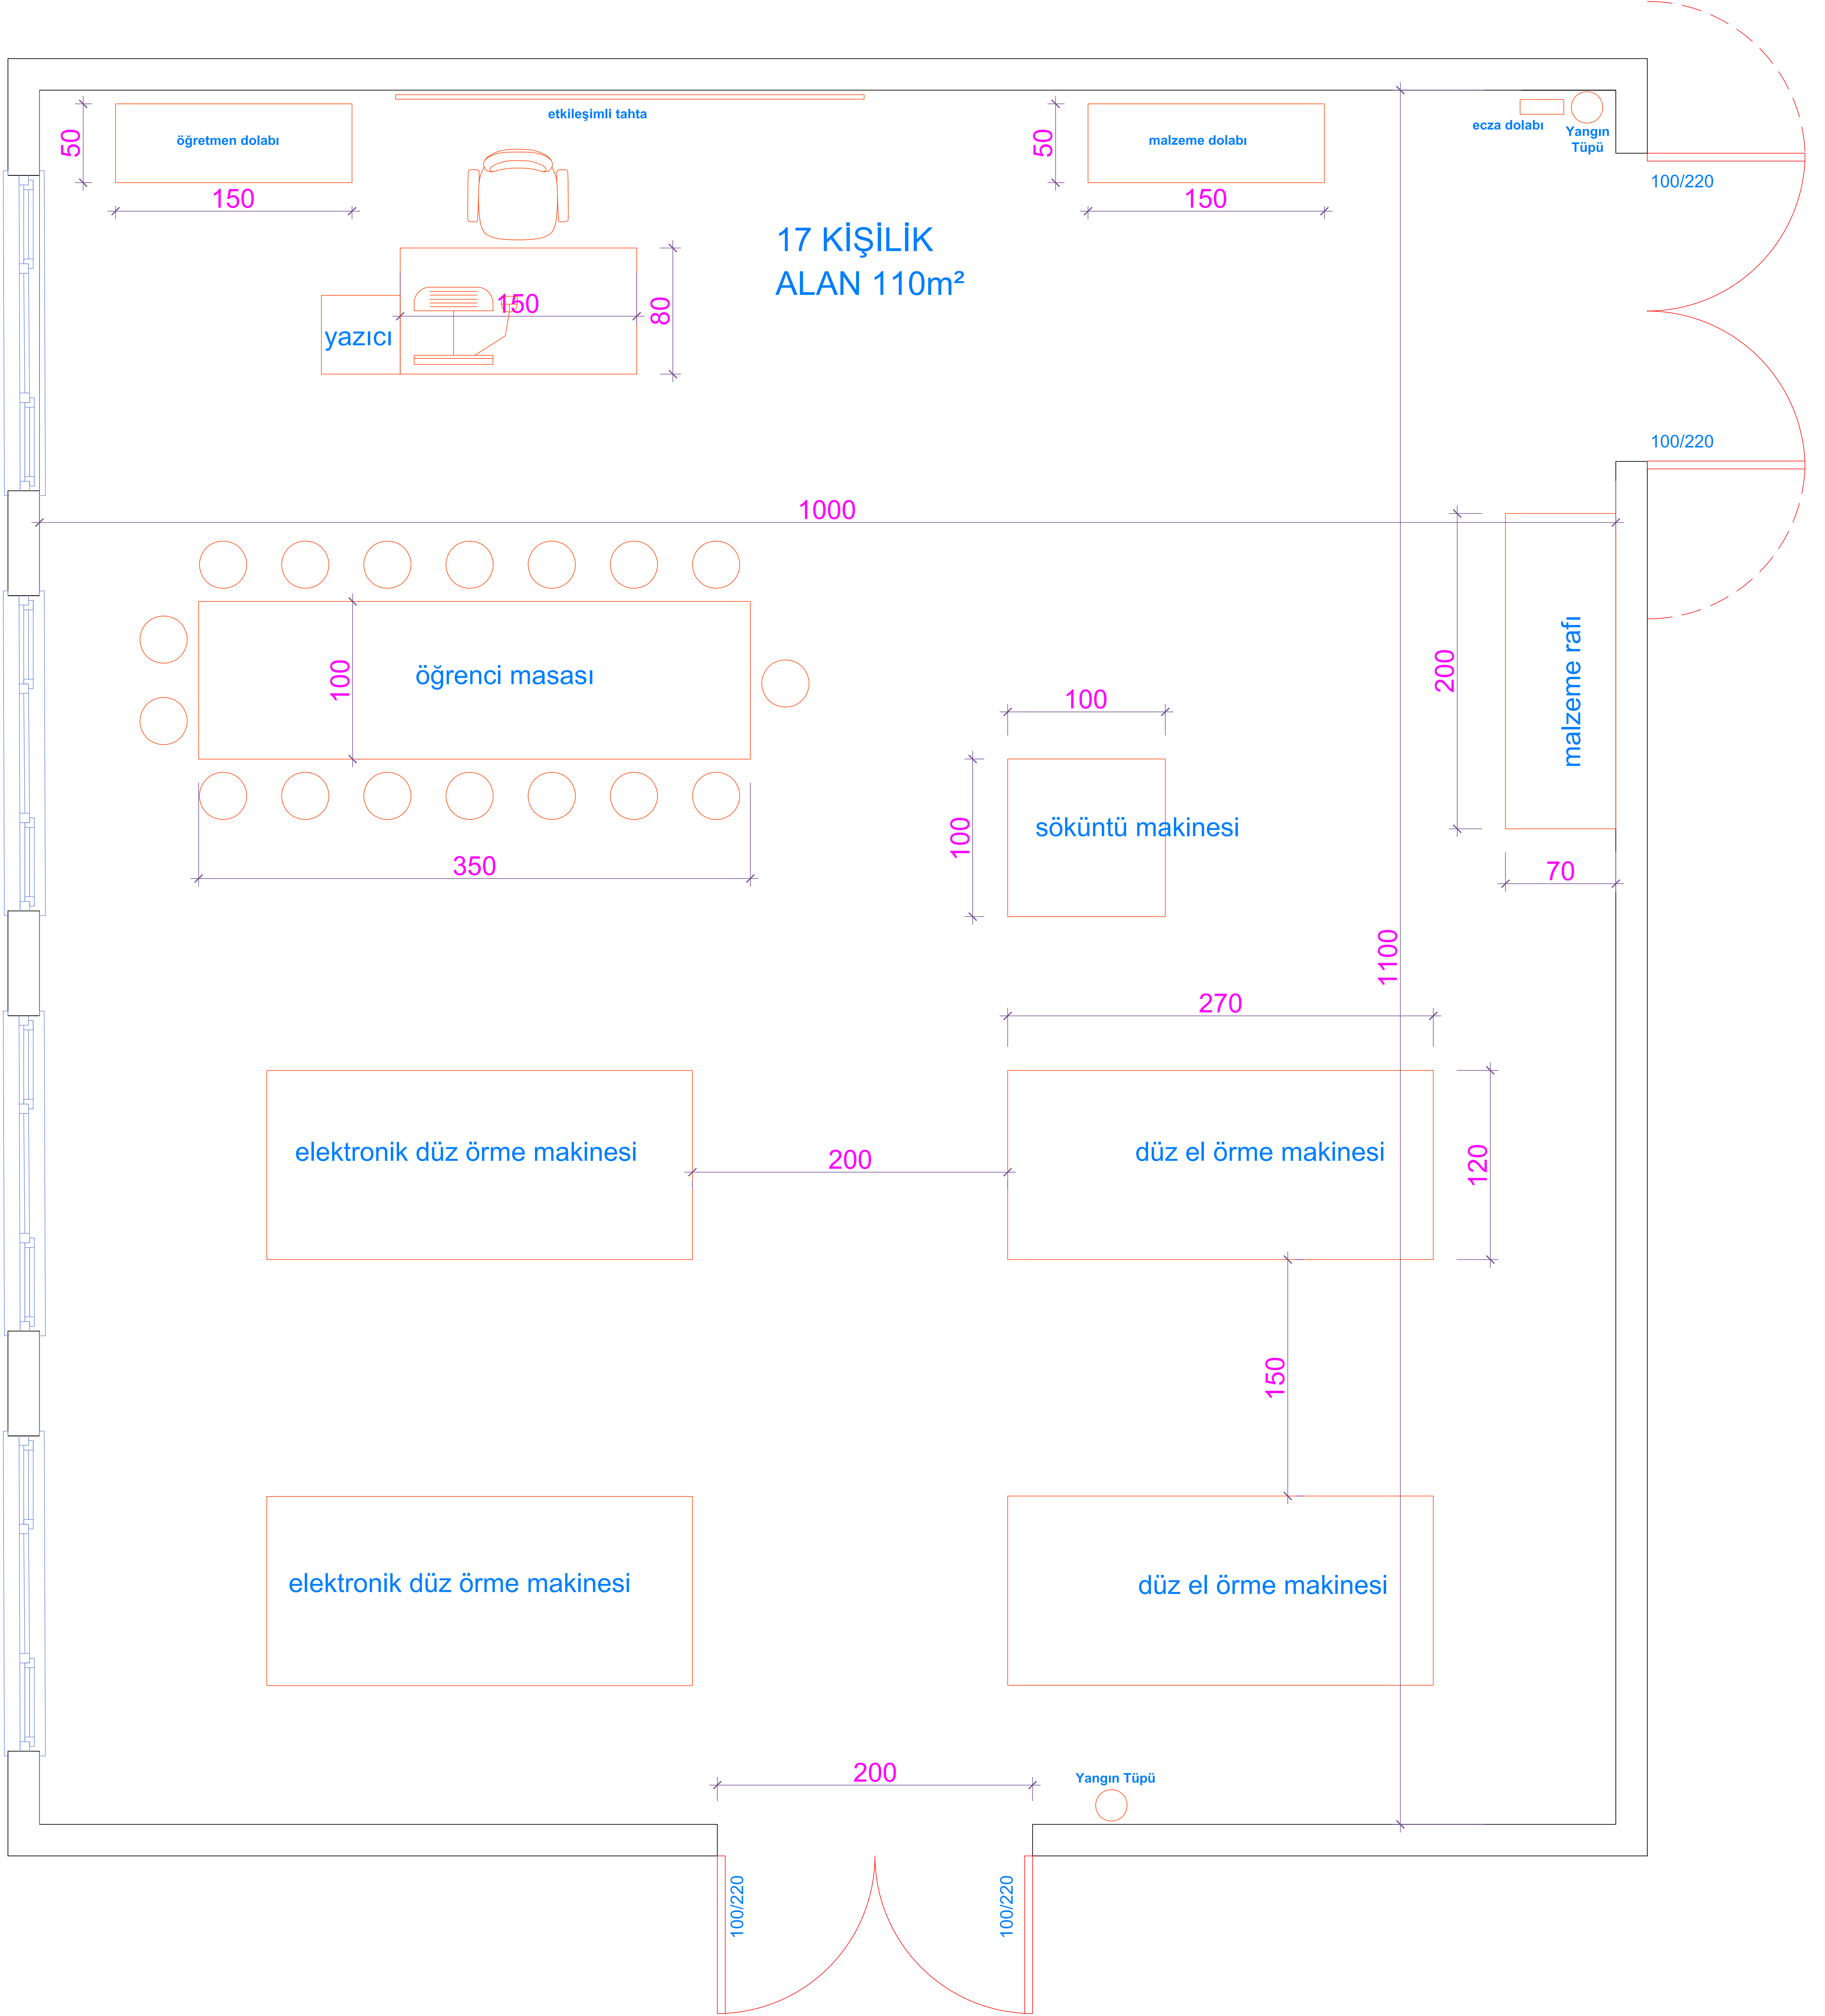 etkileşimli tahta
öğretmen dolabı
malzeme dolabı
ecza dolabı
Yangın
Tüpü
50
50
150
150
100/220
17 KİŞİLİK
ALAN 110m²
150
80
yazıcı
100/220
1000
öğrenci masası
100
350
100
100
söküntü makinesi
200
malzeme rafı
70
1100
270
elektronik düz örme makinesi
200
düz el örme makinesi
120
150
elektronik düz örme makinesi
düz el örme makinesi
200
Yangın Tüpü
100/220
100/220